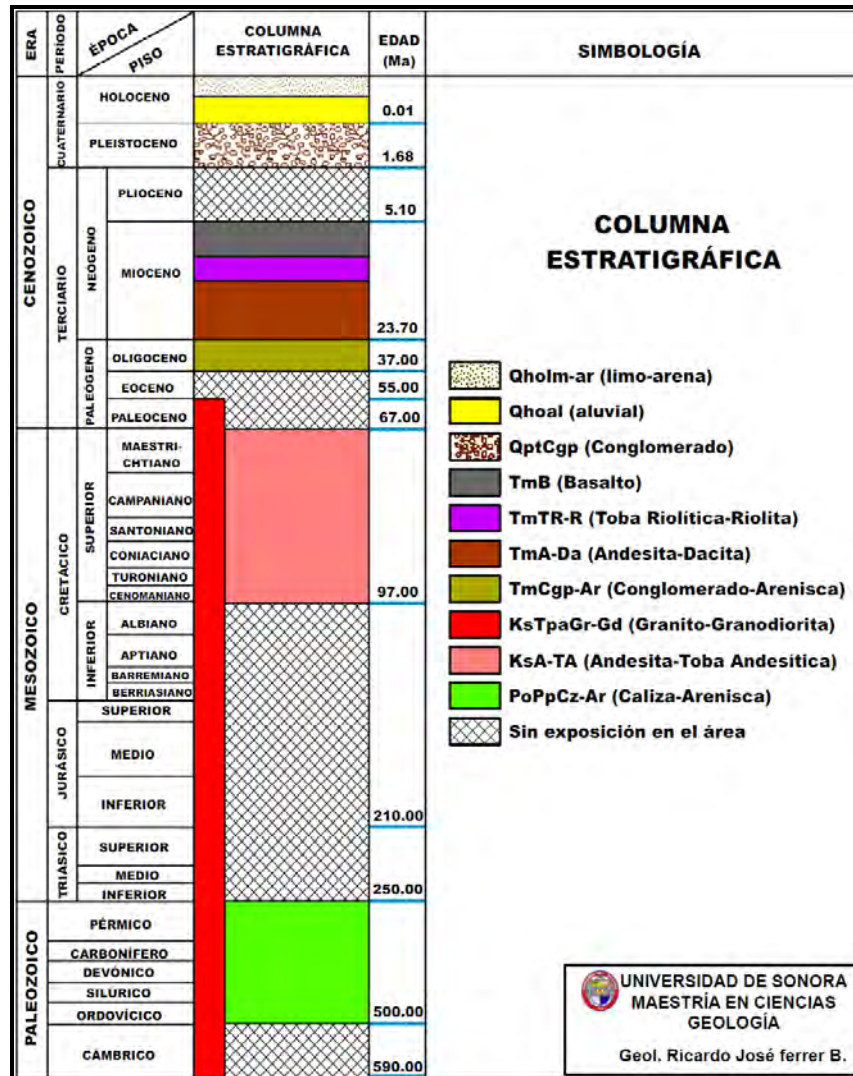 ERA
PERÍODO
ÉPOCA
PISO
COLUMNA
ESTRATIGRÁFICA
EDAD
(Ma)
SIMBOLOGÍA
CENOZOICO
CUATERNARIO
HOLOCENO
0.01
PLEISTOCENO
1.68
TERCIARIO
NEÓGENO
PLIOCENO
5.10
MIOCENO
23.70
PALEÓGENO
OLIGOCENO
37.00
EOCENO
55.00
PALEOCENO
67.00
MESOZOICO
CRETÁCICO
SUPERIOR
MAESTRI-
CHTIANO
CAMPANIANO
SANTONIANO
CONIACIANO
TURONIANO
CENOMANIANO
97.00
INFERIOR
ALBIANO
APTIANO
BARREMIANO
BERRIASIANO
JURÁSICO
SUPERIOR
MEDIO
INFERIOR
210.00
TRIÁSICO
SUPERIOR
MEDIO
INFERIOR
250.00
PALEOZOICO
PÉRMICO
CARBONÍFERO
DEVÓNICO
SILÚRICO
ORDOVÍCICO
500.00
CÁMBRICO
590.00
COLUMNA
ESTRATIGRÁFICA
Qholm-ar (limo-arena)
Qhoal (aluvial)
QptCgp (Conglomerado)
TmB (Basalto)
TmTR-R (Toba Riolítica-Riolita)
TmA-Da (Andesita-Dacita)
TmCgp-Ar (Conglomerado-Arenisca)
KsTpaGr-Gd (Granito-Granodiorita)
KsA-TA (Andesita-Toba Andesítica)
PoPpCz-Ar (Caliza-Arenisca)
Sin exposición en el área
UNIVERSIDAD DE SONORA
MAESTRÍA EN CIENCIAS
GEOLOGÍA
Geol. Ricardo José ferrer B.